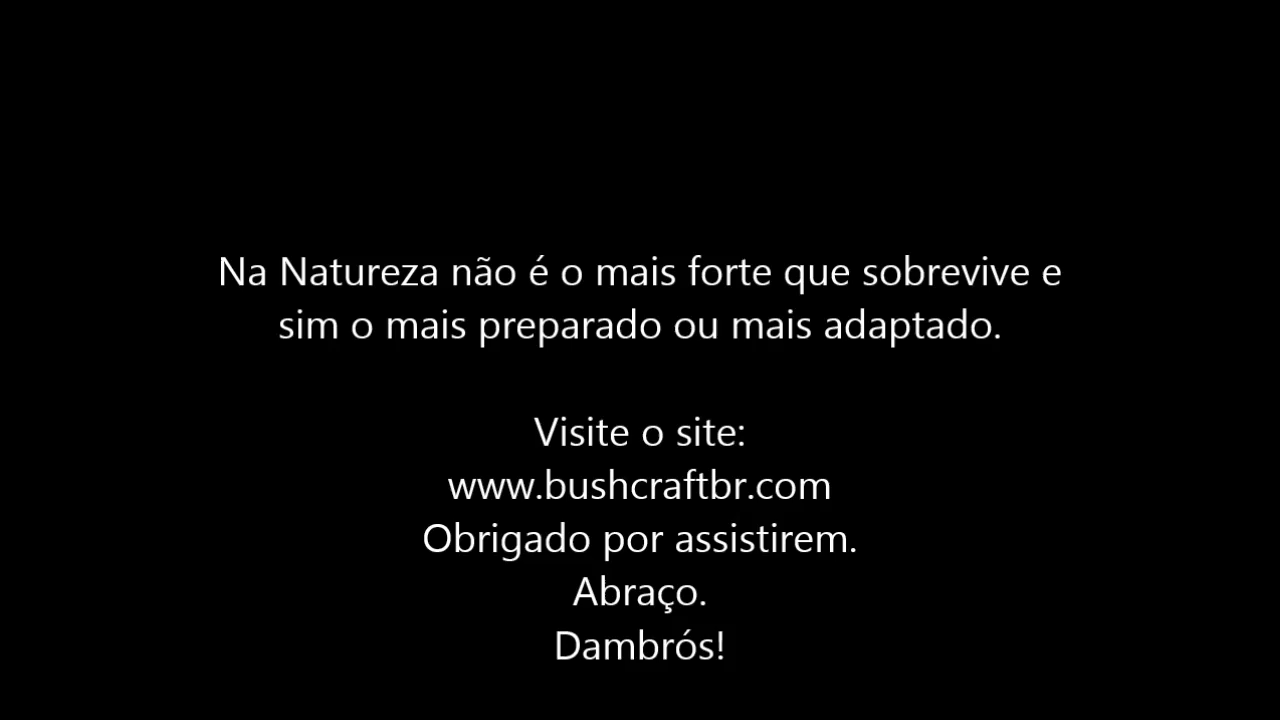 Na Natureza não é o mais forte que sobrevive e
sim o mais preparado ou mais adaptado.
Visite o site:
www.bushcraftbr.com
Obrigado por assistirem.
Abraço.
Dambrós!